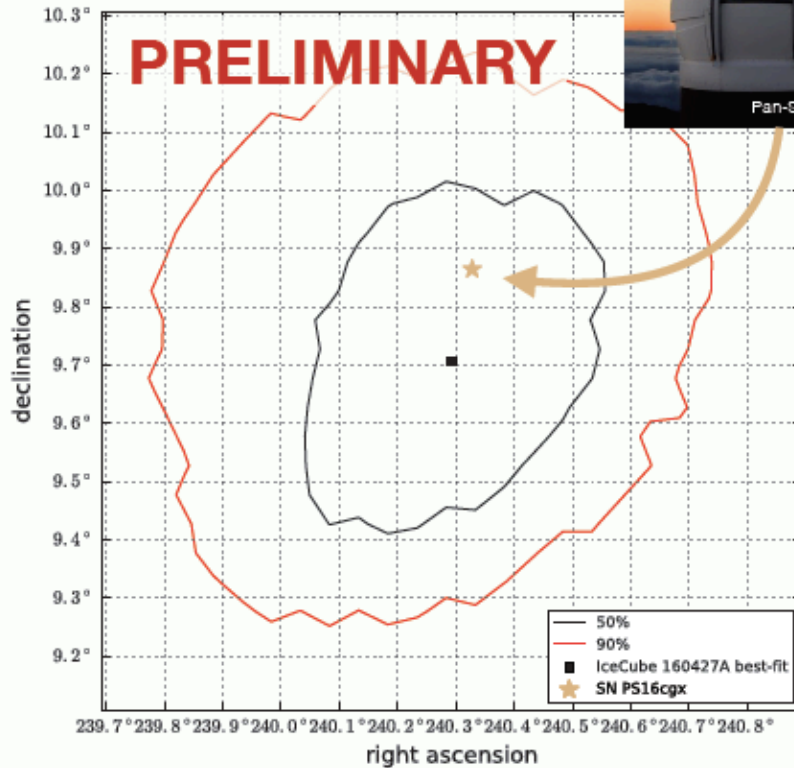 10.3°
PRELIMINARY
10.2°
Pan-S
10.1°
10.0°
9.9°
9.8°
9.7°
9.6°
9.5°
9.4°
9.3°
9.2°
declination
50%
90%
IceCube 160427A best-fit
SN PS16cgx
239.7° 239.8° 239.9° 240.0° 240.1° 240.2° 240.3° 240.4° 240.5° 240.6° 240.7° 240.8°
right ascension